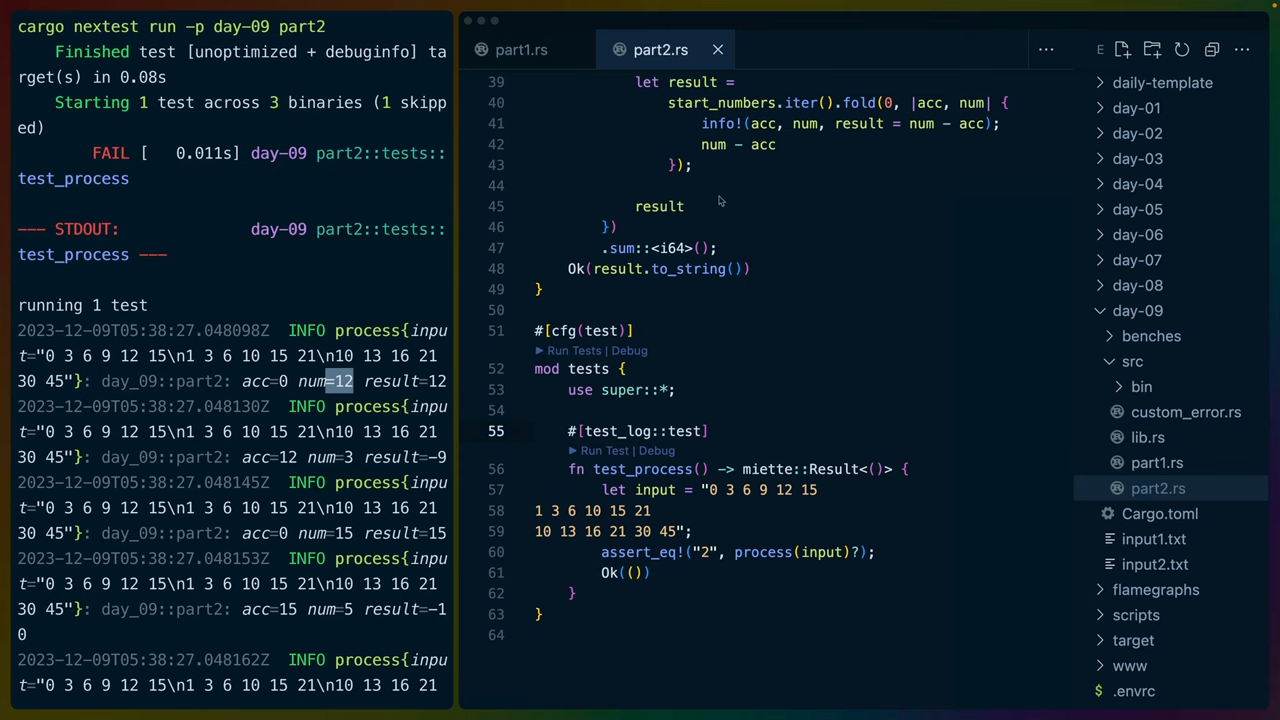 cargo nextest run -p day-09 part2
Finished test [unoptimized + debuginfo] ta
rget(s) in 0.08s
Starting 1 test across 3 binaries (1 skipp
ed)
FAIL [   0.011s] day-09 part2::tests::
test_process
--- STDOUT:              day-09 part2::tests::
test_process ---
running 1 test
2023-12-09T05:38:27.048098Z  INFO process{inpu
t="0 3 6 9 12 15\n1 3 6 10 15 21\n10 13 16 21
30 45"}: day_09::part2: acc=0 num=12 result=12
2023-12-09T05:38:27.048130Z  INFO process{inpu
t="0 3 6 9 12 15\n1 3 6 10 15 21\n10 13 16 21
30 45"}: day_09::part2: acc=12 num=3 result=-9
2023-12-09T05:38:27.048145Z  INFO process{inpu
t="0 3 6 9 12 15\n1 3 6 10 15 21\n10 13 16 21
30 45"}: day_09::part2: acc=0 num=15 result=15
2023-12-09T05:38:27.048153Z  INFO process{inpu
t="0 3 6 9 12 15\n1 3 6 10 15 21\n10 13 16 21
30 45"}: day_09::part2: acc=15 num=5 result=-1
0
2023-12-09T05:38:27.048162Z  INFO process{inpu
t="0 3 6 9 12 15\n1 3 6 10 15 21\n10 13 16 21
part1.rs
part2.rs
39 let result =
40 start_numbers.iter().fold(0, |acc, num| {
41 info!(acc, num, result = num - acc);
42 num - acc
43 });
44
45 result
46 })
47 .sum::<i64>();
48 Ok(result.to_string())
49 }
50
51 #[cfg(test)]
Run Tests | Debug
52 mod tests {
53 use super::*;
54
55 #[test_log::test]
Run Test | Debug
56 fn test_process() -> miette::Result<()> {
57 let input = "0 3 6 9 12 15
58 1 3 6 10 15 21
59 10 13 16 21 30 45";
60 assert_eq!("2", process(input)?);
61 Ok(())
62 }
63 }
64
E
daily-template
day-01
day-02
day-03
day-04
day-05
day-06
day-07
day-08
day-09
benches
src
bin
custom_error.rs
lib.rs
part1.rs
part2.rs
Cargo.toml
input1.txt
input2.txt
flamegraphs
scripts
target
www
$ .envrc